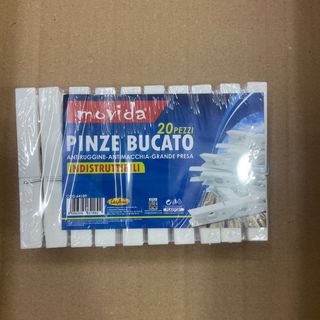 movida
20 PEZZI
PINZE BUCATO
ANTIRUGGINE-ANTIMACCHIA-GRANDE PRESA
INDISTRUTTIBILI